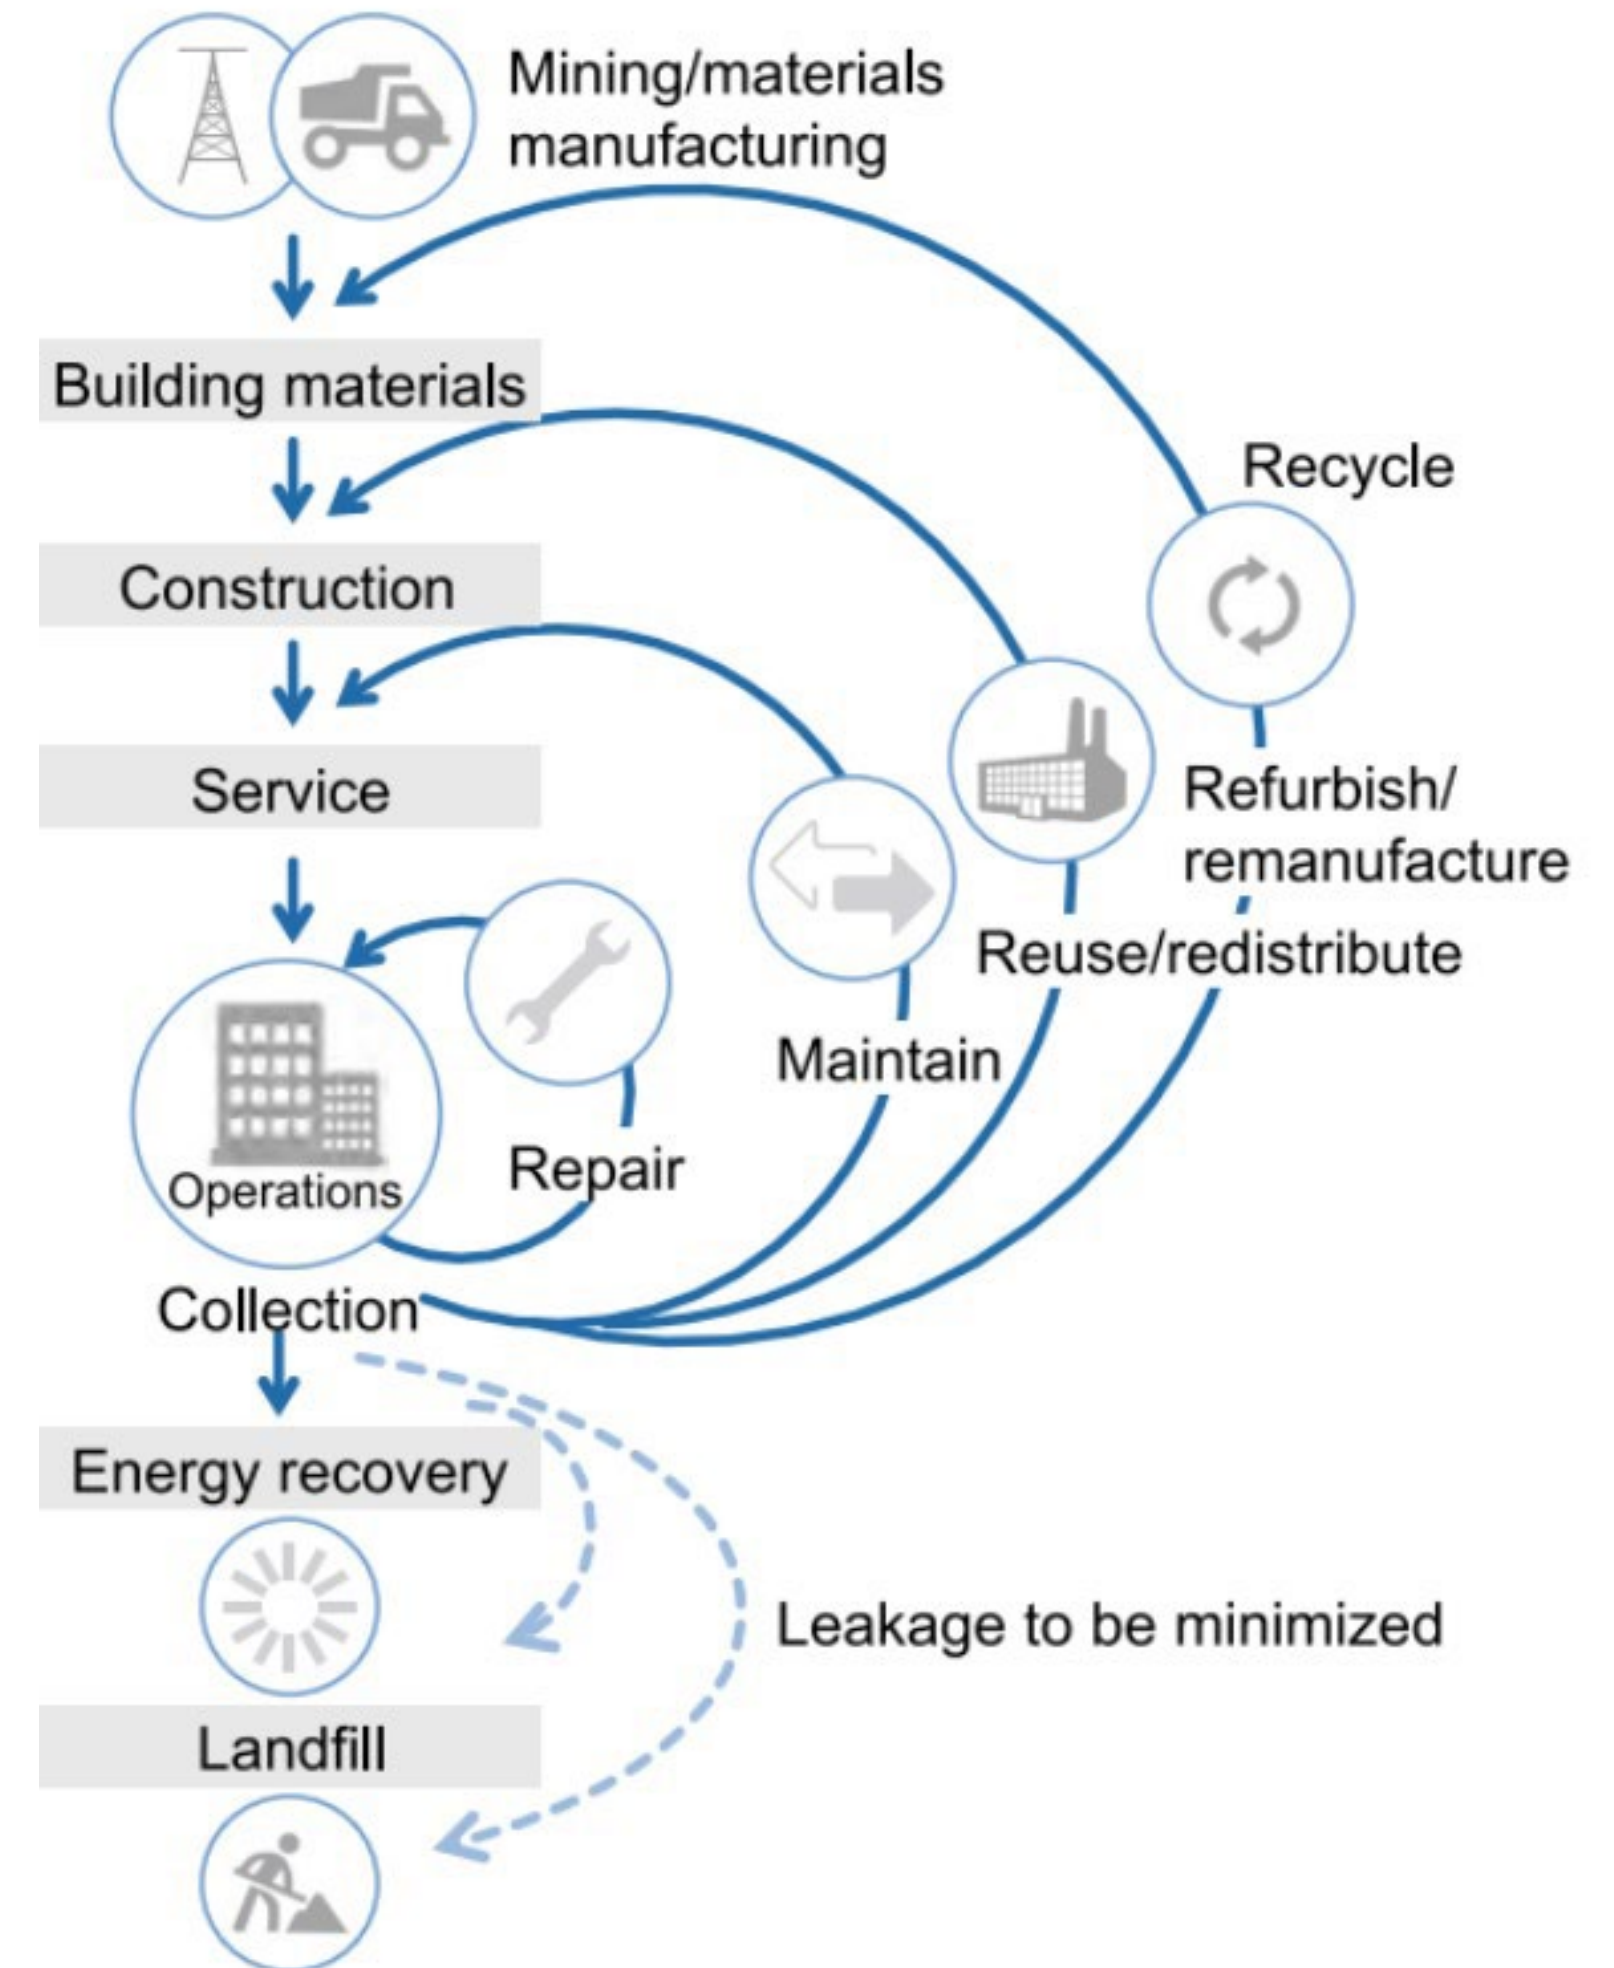 Mining/materials
manufacturing
Building materials
Recycle
Construction
Service
Refurbish/
remanufacture
Reuse/redistribute
Maintain
Repair
Operations
Collection
Energy recovery
Leakage to be minimized
Landfill